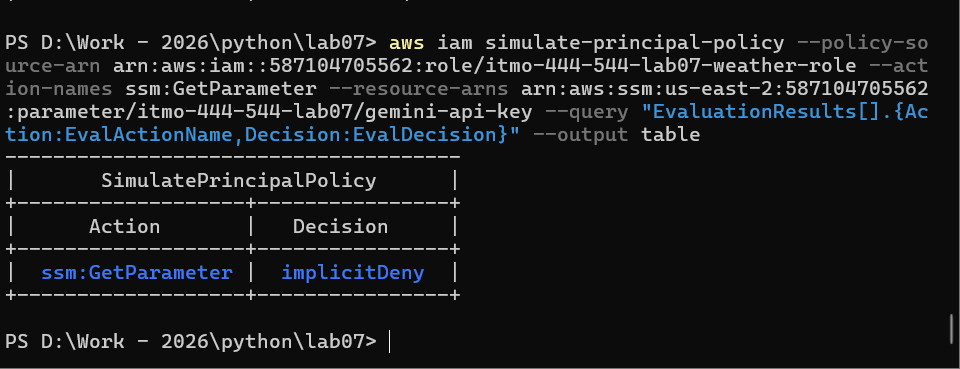 PS D:\Work - 2026\python\lab07> aws iam simulate-principal-policy --policy-so
urce-arn arn:aws:iam::587104705562:role/itmo-444-544-lab07-weather-role --act
ion-names ssm:GetParameter --resource-arns arn:aws:ssm:us-east-2:587104705562
:parameter/itmo-444-544-lab07/gemini-api-key --query "EvaluationResults[].{Ac
tion:EvalActionName,Decision:EvalDecision}" --output table
-------------------------------------
|       SimulatePrincipalPolicy      |
+-------------------+----------------+
|      Action       |   Decision     |
+-------------------+----------------+
|  ssm:GetParameter |  implicitDeny  |
+-------------------+----------------+
PS D:\Work - 2026\python\lab07>